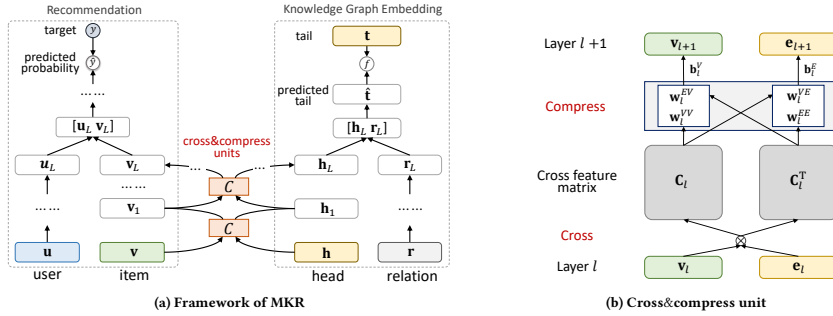 Recommendation
target
y
predicted
probability
ŷ
... ...
[u_L v_L]
u_L
v_L
... ...
... ...
v_1
u
v
user
item
cross&compress
units
...
...
C
C
Knowledge Graph Embedding
tail
t
f
predicted
tail
t̂
[h_L r_L]
h_L
r_L
...
... ...
h_1
h
r
head
relation
(a) Framework of MKR
Layer l+1
v_{l+1}
e_{l+1}
b_l^V
b_l^E
Compress
w_l^{EV}
w_l^{VV}
w_l^{VE}
w_l^{EE}
Cross feature
matrix
C_l
C_l^T
Cross
Layer l
v_l
e_l
(b) Cross&compress unit